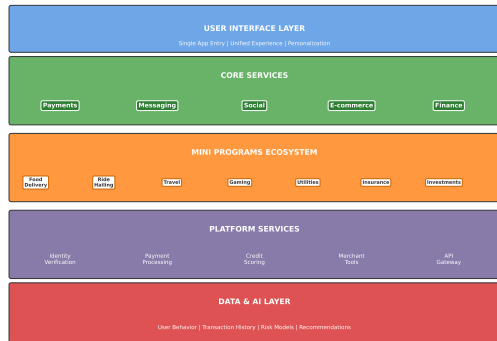 USER INTERFACE LAYER
Single App Entry | Unified Experience | Personalization
CORE SERVICES
Payments Messaging Social E-commerce Finance
MINI PROGRAMS ECOSYSTEM
Food Delivery Ride Hailing Travel Gaming Utilities Insurance Investments
PLATFORM SERVICES
Identity Verification Payment Processing Credit Scoring Merchant Tools API Gateway
DATA & AI LAYER
User Behavior | Transaction History | Risk Models | Recommendations